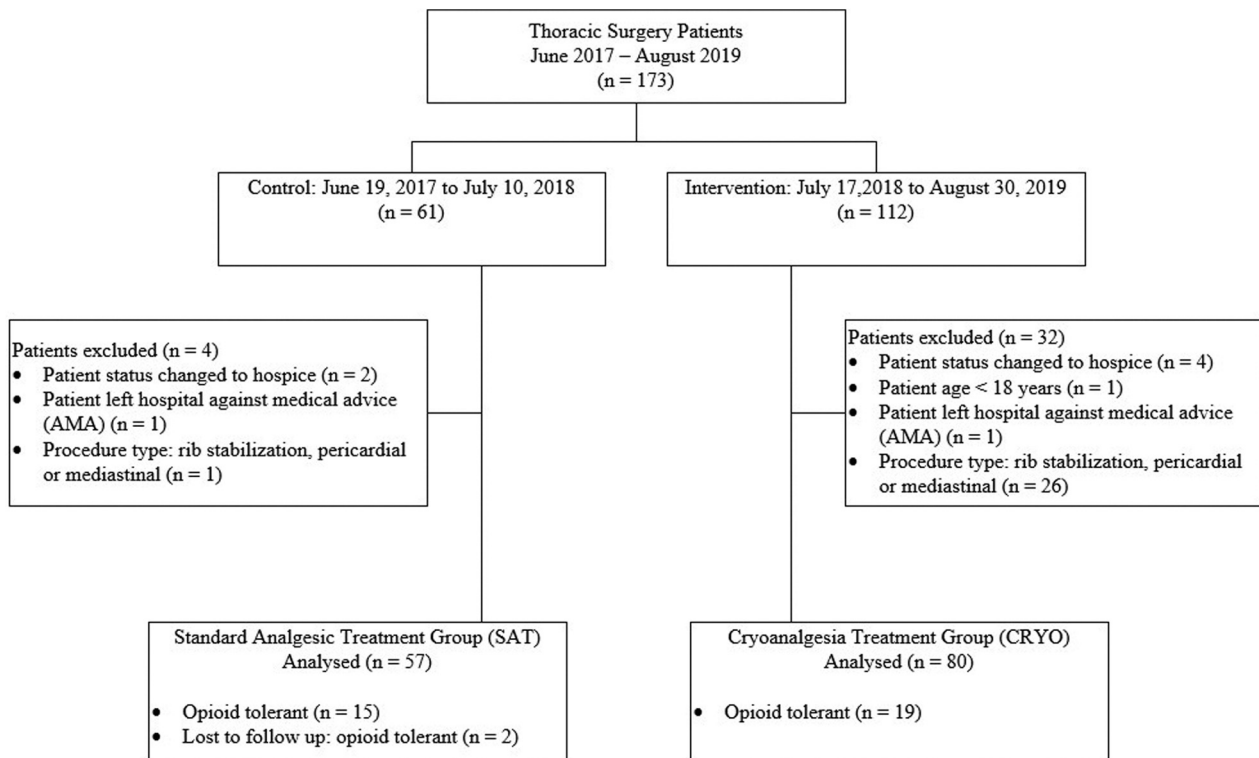 Thoracic Surgery Patients
June 2017 – August 2019
(n = 173)
Control: June 19, 2017 to July 10, 2018
(n = 61)
Intervention: July 17,2018 to August 30, 2019
(n = 112)
Patients excluded (n = 4)
• Patient status changed to hospice (n = 2)
• Patient left hospital against medical advice
(AMA) (n = 1)
• Procedure type: rib stabilization, pericardial
or mediastinal (n = 1)
Patients excluded (n = 32)
• Patient status changed to hospice (n = 4)
• Patient age < 18 years (n = 1)
• Patient left hospital against medical advice
(AMA) (n = 1)
• Procedure type: rib stabilization, pericardial
or mediastinal (n = 26)
Standard Analgesic Treatment Group (SAT)
Analysed (n = 57)
• Opioid tolerant (n = 15)
• Lost to follow up: opioid tolerant (n = 2)
Cryoanalgesia Treatment Group (CRYO)
Analysed (n = 80)
• Opioid tolerant (n = 19)